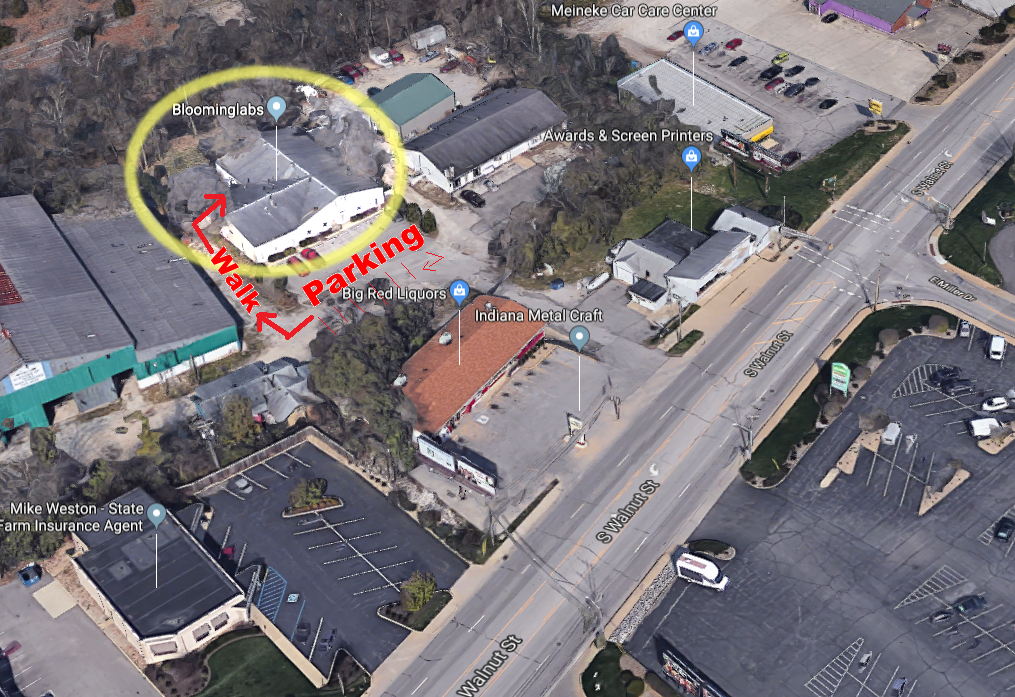 Meineke Car Care Center
Bloominglabs
Awards & Screen Printers
S Walnut St
Parking
Walk
Big Red Liquors
Indiana Metal Craft
E Miller Dr
S Walnut St
S Walnut St
Mike Weston - State
Farm Insurance Agent
Walnut St